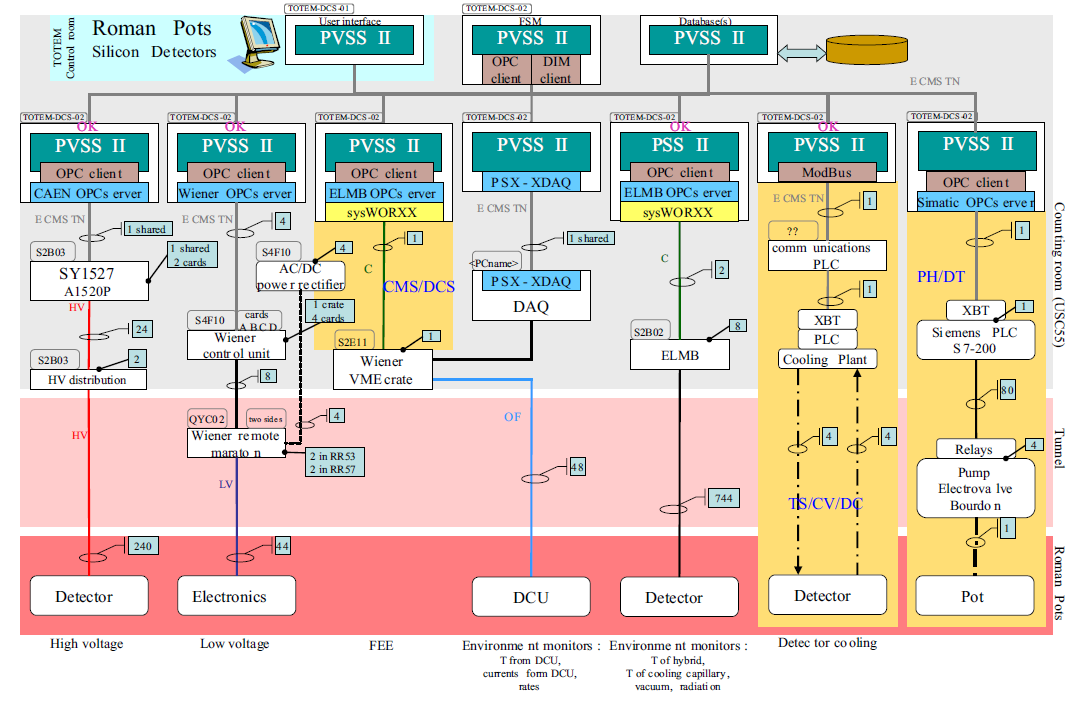 TOTEM-DCS-01
TOTEM-DCS-02
TOTEM
Control room
Roman Pots
Silicon Detectors
User interface
PVSS II
FSM
PVSS II
OPC
client
DIM
client
Database(s)
PVSS II
E CMS TN
TOTEM-DCS-02
OK
PVSS II
OPC client
CAEN OPCs erver
TOTEM-DCS-02
OK
PVSS II
OPC client
Wiener OPCs erver
TOTEM-DCS-02
PVSS II
OPC client
ELMB OPCs erver
sysWORXX
TOTEM-DCS-02
PVSS II
PSX - XDAQ
TOTEM-DCS-02
OK
PSS II
OPC client
ELMB OPCs erver
sysWORXX
TOTEM-DCS-02
OK
PVSS II
ModBus
TOTEM-DCS-02
PVSS II
OPC client
Simatic OPCs erve r
E CMS TN
1 shared
S2B03
1 shared
2 cards
SY1527
A1520P
HV
24
S2B03
2
HV distribution
HV
240
Detector
High voltage
E CMS TN
4
S4F10
4
AC/DC
powe r rectifier
1 crate
4 cards
S4F10
cards
A B C D
Wiener
cont rol unit
8
QYC02
two sides
4
Wiener re mote
marato n
2 in RR53
2 in RR57
LV
44
Electronics
Low voltage
1
C
CMS/DCS
S2E11
1
Wiener
VME crate
FEE
E CMS TN
1 shared
<PCname>
PSX - XDAQ
DAQ
OF
48
DCU
Environme nt monitors :
T from DCU,
currents form DCU,
rates
C
2
S2B02
8
ELMB
744
Detector
Environme nt monitors :
T of hybrid,
T of cooling capillary,
vacuum, radiati on
E CMS TN
1
??
comm unications
PLC
1
XBT
PLC
Cooling Plant
4
4
TS/CV/DC
Detector
Detec tor co oling
1
PH/DT
XBT
1
Si emens PLC
S 7-200
80
Relays
4
Pump
Electrova lve
Bourdo n
1
Pot
Counting room (USC55)
Tunnel
Roman Pots